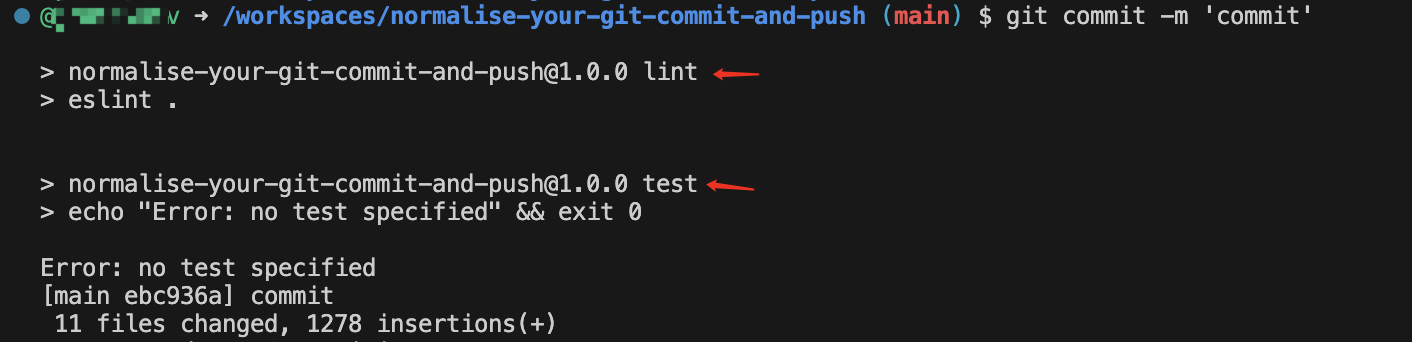 @ ➜ /workspaces/normalise-your-git-commit-and-push (main) $ git commit -m 'commit'
> normalise-your-git-commit-and-push@1.0.0 lint
> eslint .
> normalise-your-git-commit-and-push@1.0.0 test
> echo "Error: no test specified" && exit 0
Error: no test specified
[main ebc936a] commit
11 files changed, 1278 insertions(+)